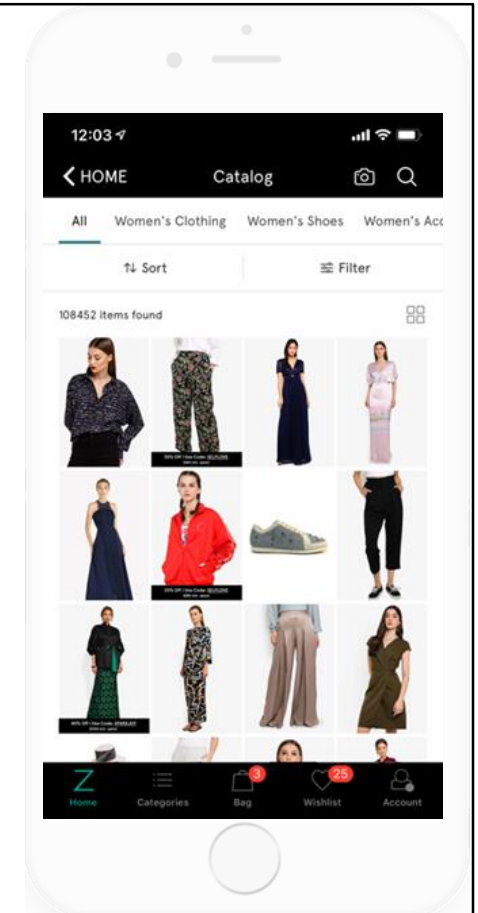 12:03
HOME
Catalog
All
Women's Clothing
Women's Shoes
Women's Acc
Sort
Filter
108452 items found
Z
3
25
Home
Categories
Bag
Wishlist
Account